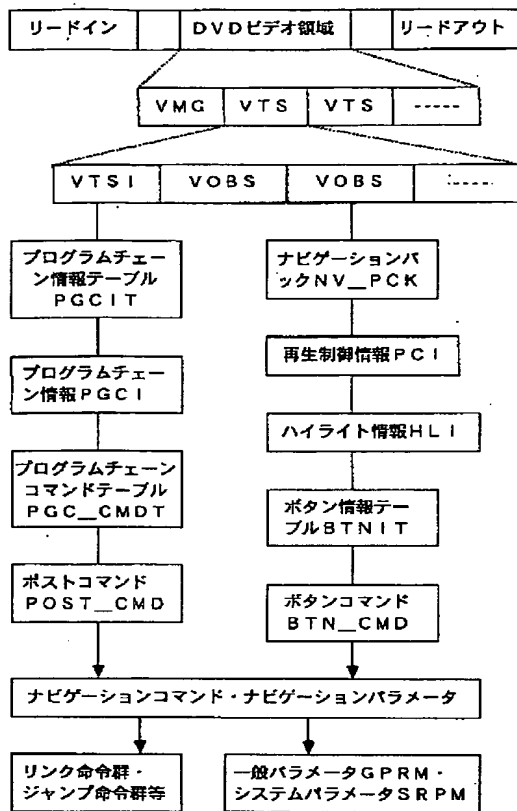 リードイン
DVDビデオ領域
リードアウト
VMG
VTS
VTS
-----
VTSI
VOBS
VOBS
-----
プログラムチェー
ン情報テーブル
PGCIT
ナビゲーションパ
ックNV__PCK
プログラムチェー
ン情報PGCI
再生制御情報PCI
ハイライト情報HLI
プログラムチェーン
コマンドテーブル
PGC__CMDT
ボタン情報テー
ブルBTNIT
ポストコマンド
POST__CMD
ボタンコマンド
BTN__CMD
ナビゲーションコマンド・ナビゲーションパラメータ
リンク命令群・
ジャンプ命令群等
一般パラメータGPRM・
システムパラメータSRPM